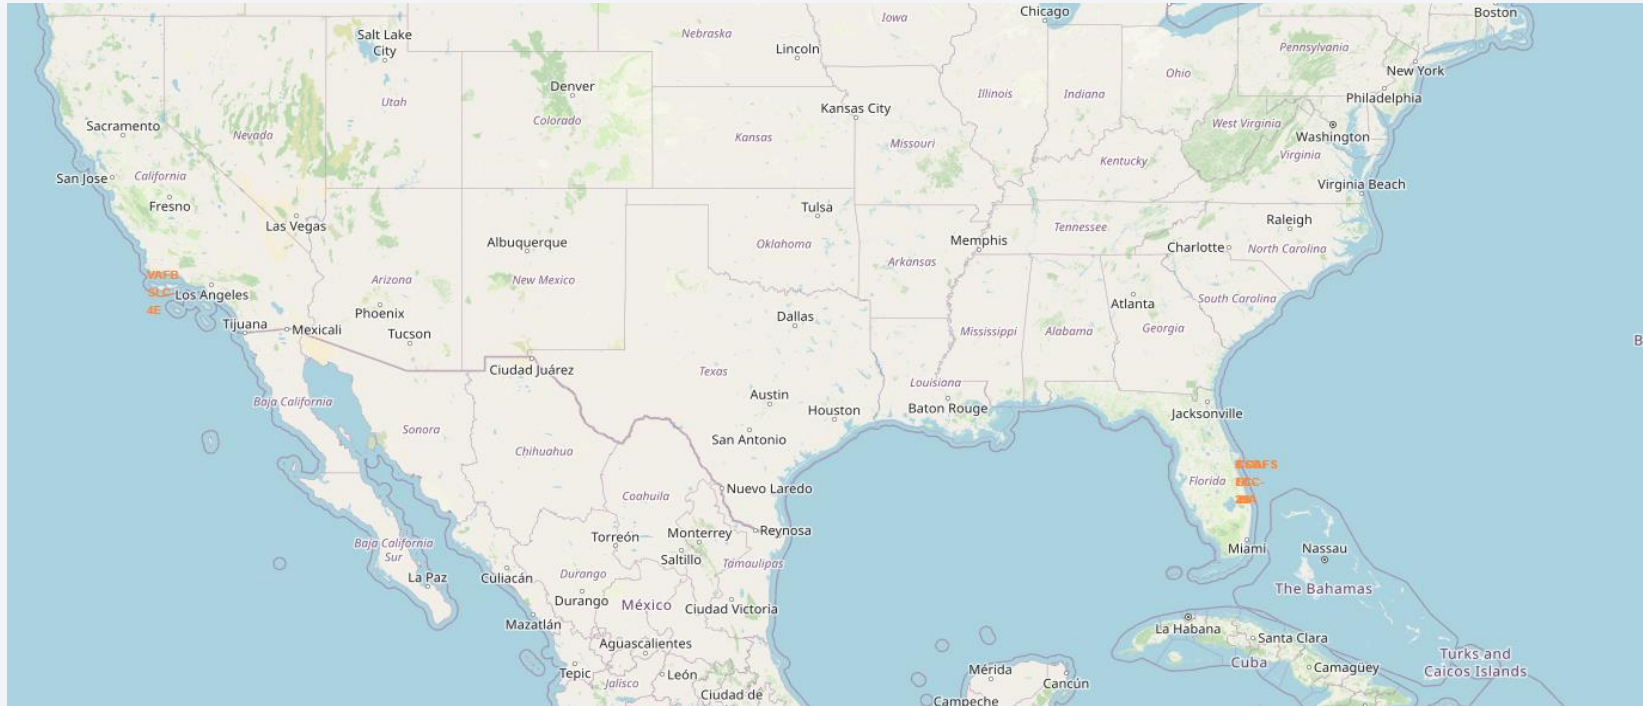 Chicago
Boston
Iowa
Salt Lake
City
Nebraska
Lincoln
Pennsylvania
New York
Ohio
Denver
Utah
Illinois
Indiana
Philadelphia
Kansas City
Colorado
Sacramento
Nevada
Kansas
Missouri
West Virginia
Washington
Virginia
Kentucky
San Jose
California
Virginia Beach
Fresno
Tulsa
Las Vegas
Raleigh
Tennessee
Albuquerque
Oklahoma
Memphis
Charlotte
North Carolina
Arkansas
VAFB
SLC-
4E
Arizona
New Mexico
Los Angeles
South Carolina
Atlanta
Phoenix
Dallas
Tijuana
Mexicali
Tucson
Mississippi
Alabama
Georgia
B
Ciudad Juárez
Texas
Louisiana
Baja California
Austin
Houston
Baton Rouge
Jacksonville
Sonora
San Antonio
Chihuahua
Florida
Coahuila
Nuevo Laredo
Torreón
Monterrey
Reynosa
Baja California
Sur
Saltillo
Tamaulipas
Miami
Nassau
La Paz
Culiacán
Durango
The Bahamas
Durango
México
Ciudad Victoria
Mazatlán
La Habana
Santa Clara
Aguascalientes
Cuba
Turks and
Caicos Islands
Tepic
León
Jalisco
Mérida
Cancún
Camagüey
Ciudad de
Campeche